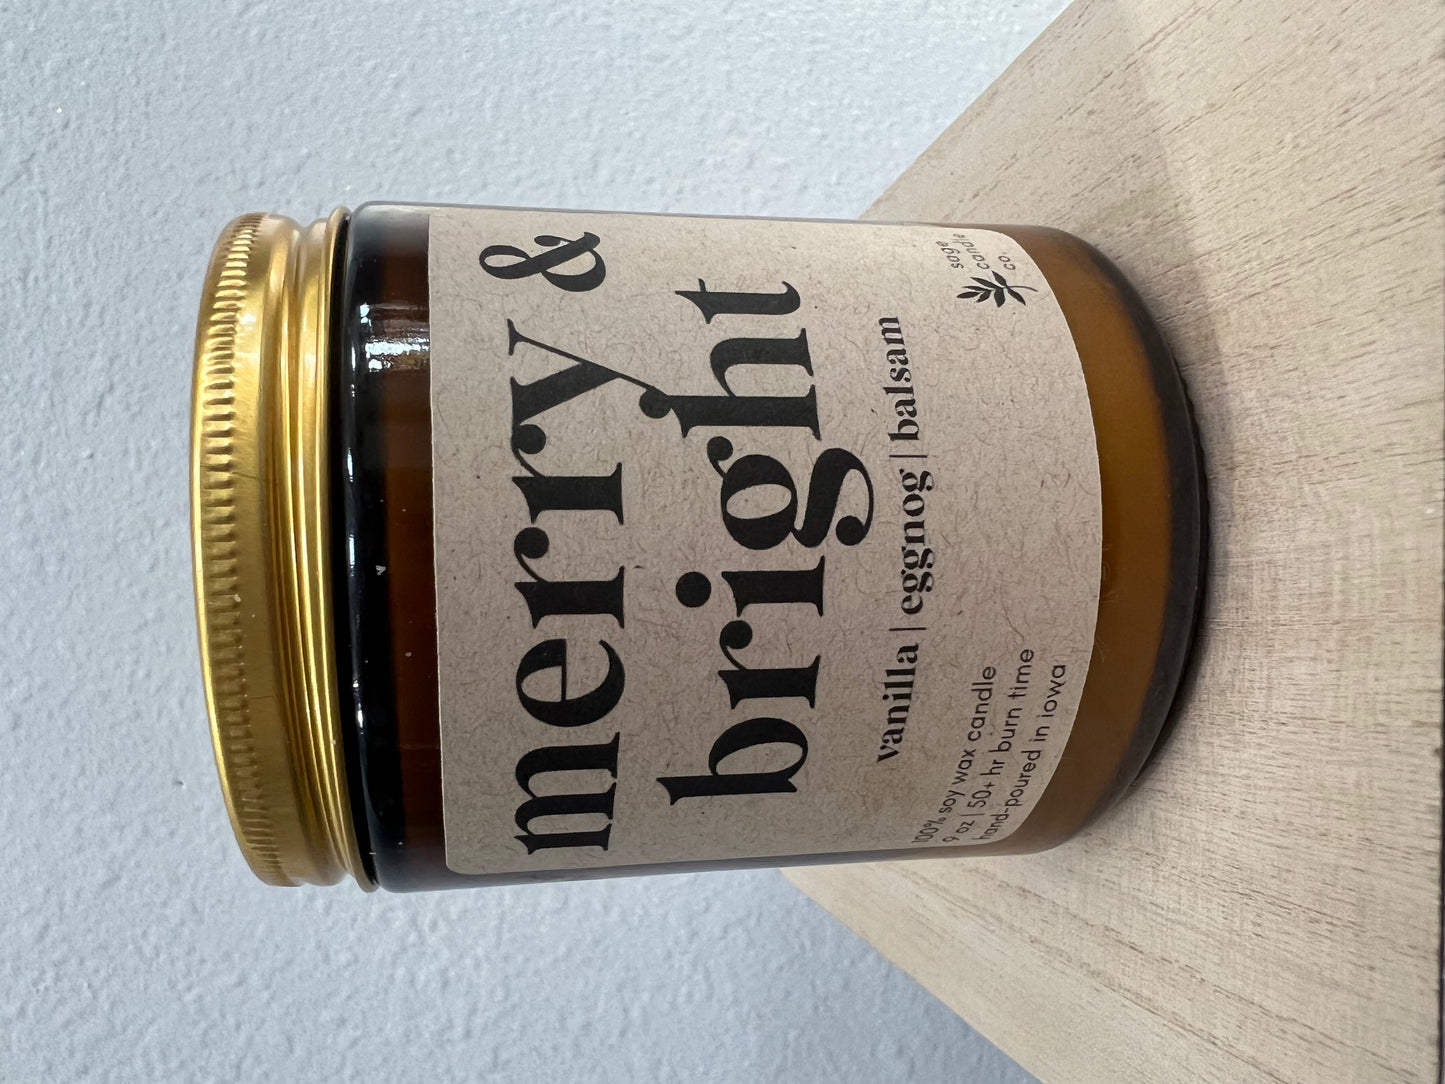 merry &
bright
vanilla | eggnog | balsam
100% soy wax candle
9 oz | 50+ hr burn time
hand-poured in iowa
sage
candle
co.